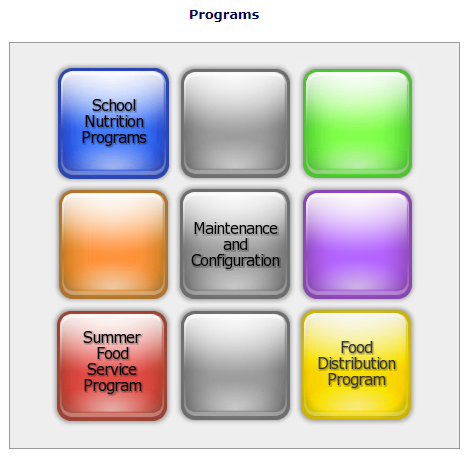 Programs
School
Nutrition
Programs
Maintenance
and
Configuration
Summer
Food
Service
Program
Food
Distribution
Program